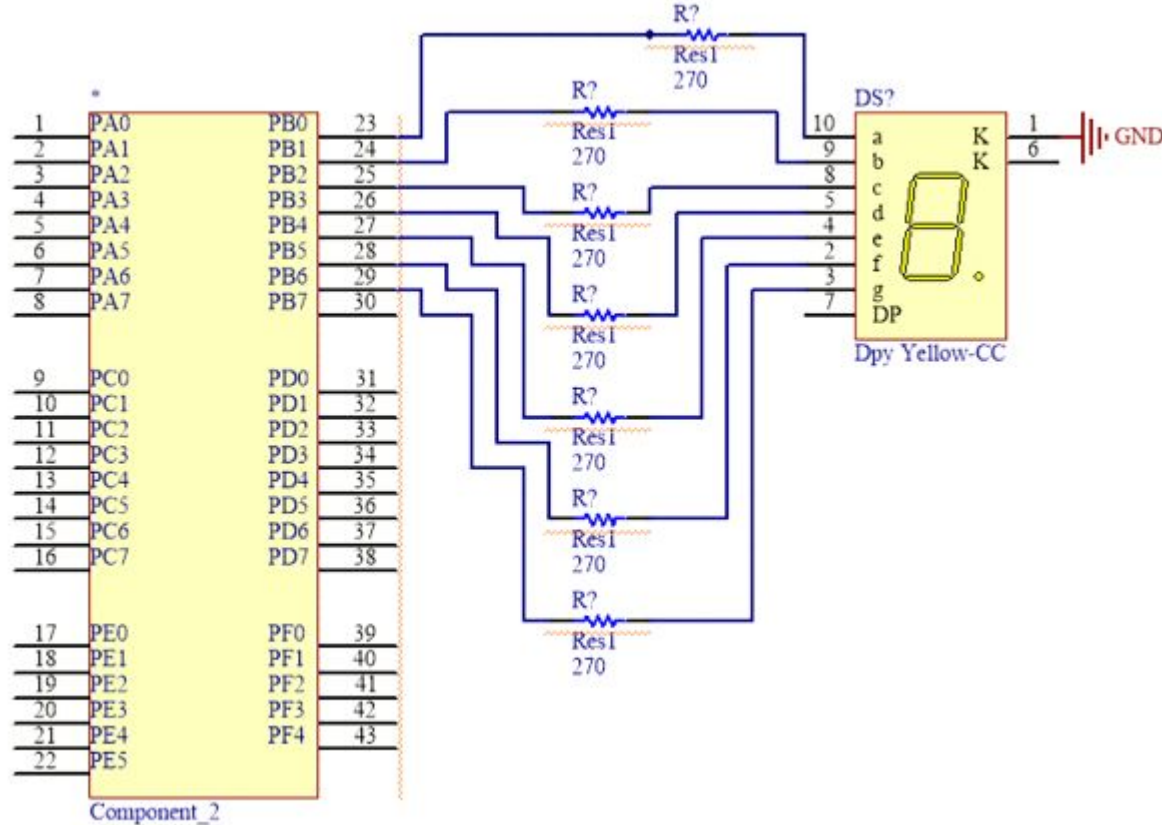 R?
Res1
270
*
R?
DS?
1 PA0 PB0 23 Res1 10 a K 1 GND
2 PA1 PB1 24 270 9 b K 6
3 PA2 PB2 25 R? 8 c
4 PA3 PB3 26 5 d
5 PA4 PB4 27 Res1 4 e
6 PA5 PB5 28 270 2 f
7 PA6 PB6 29 R? 3 g
8 PA7 PB7 30 7 DP
Res1
270
Dpy Yellow-CC
9 PC0 PD0 31 R?
10 PC1 PD1 32
11 PC2 PD2 33 Res1
12 PC3 PD3 34 270
13 PC4 PD4 35 R?
14 PC5 PD5 36
15 PC6 PD6 37 Res1
16 PC7 PD7 38 270
R?
17 PE0 PF0 39 Res1
18 PE1 PF1 40 270
19 PE2 PF2 41
20 PE3 PF3 42
21 PE4 PF4 43
22 PE5
Component_2